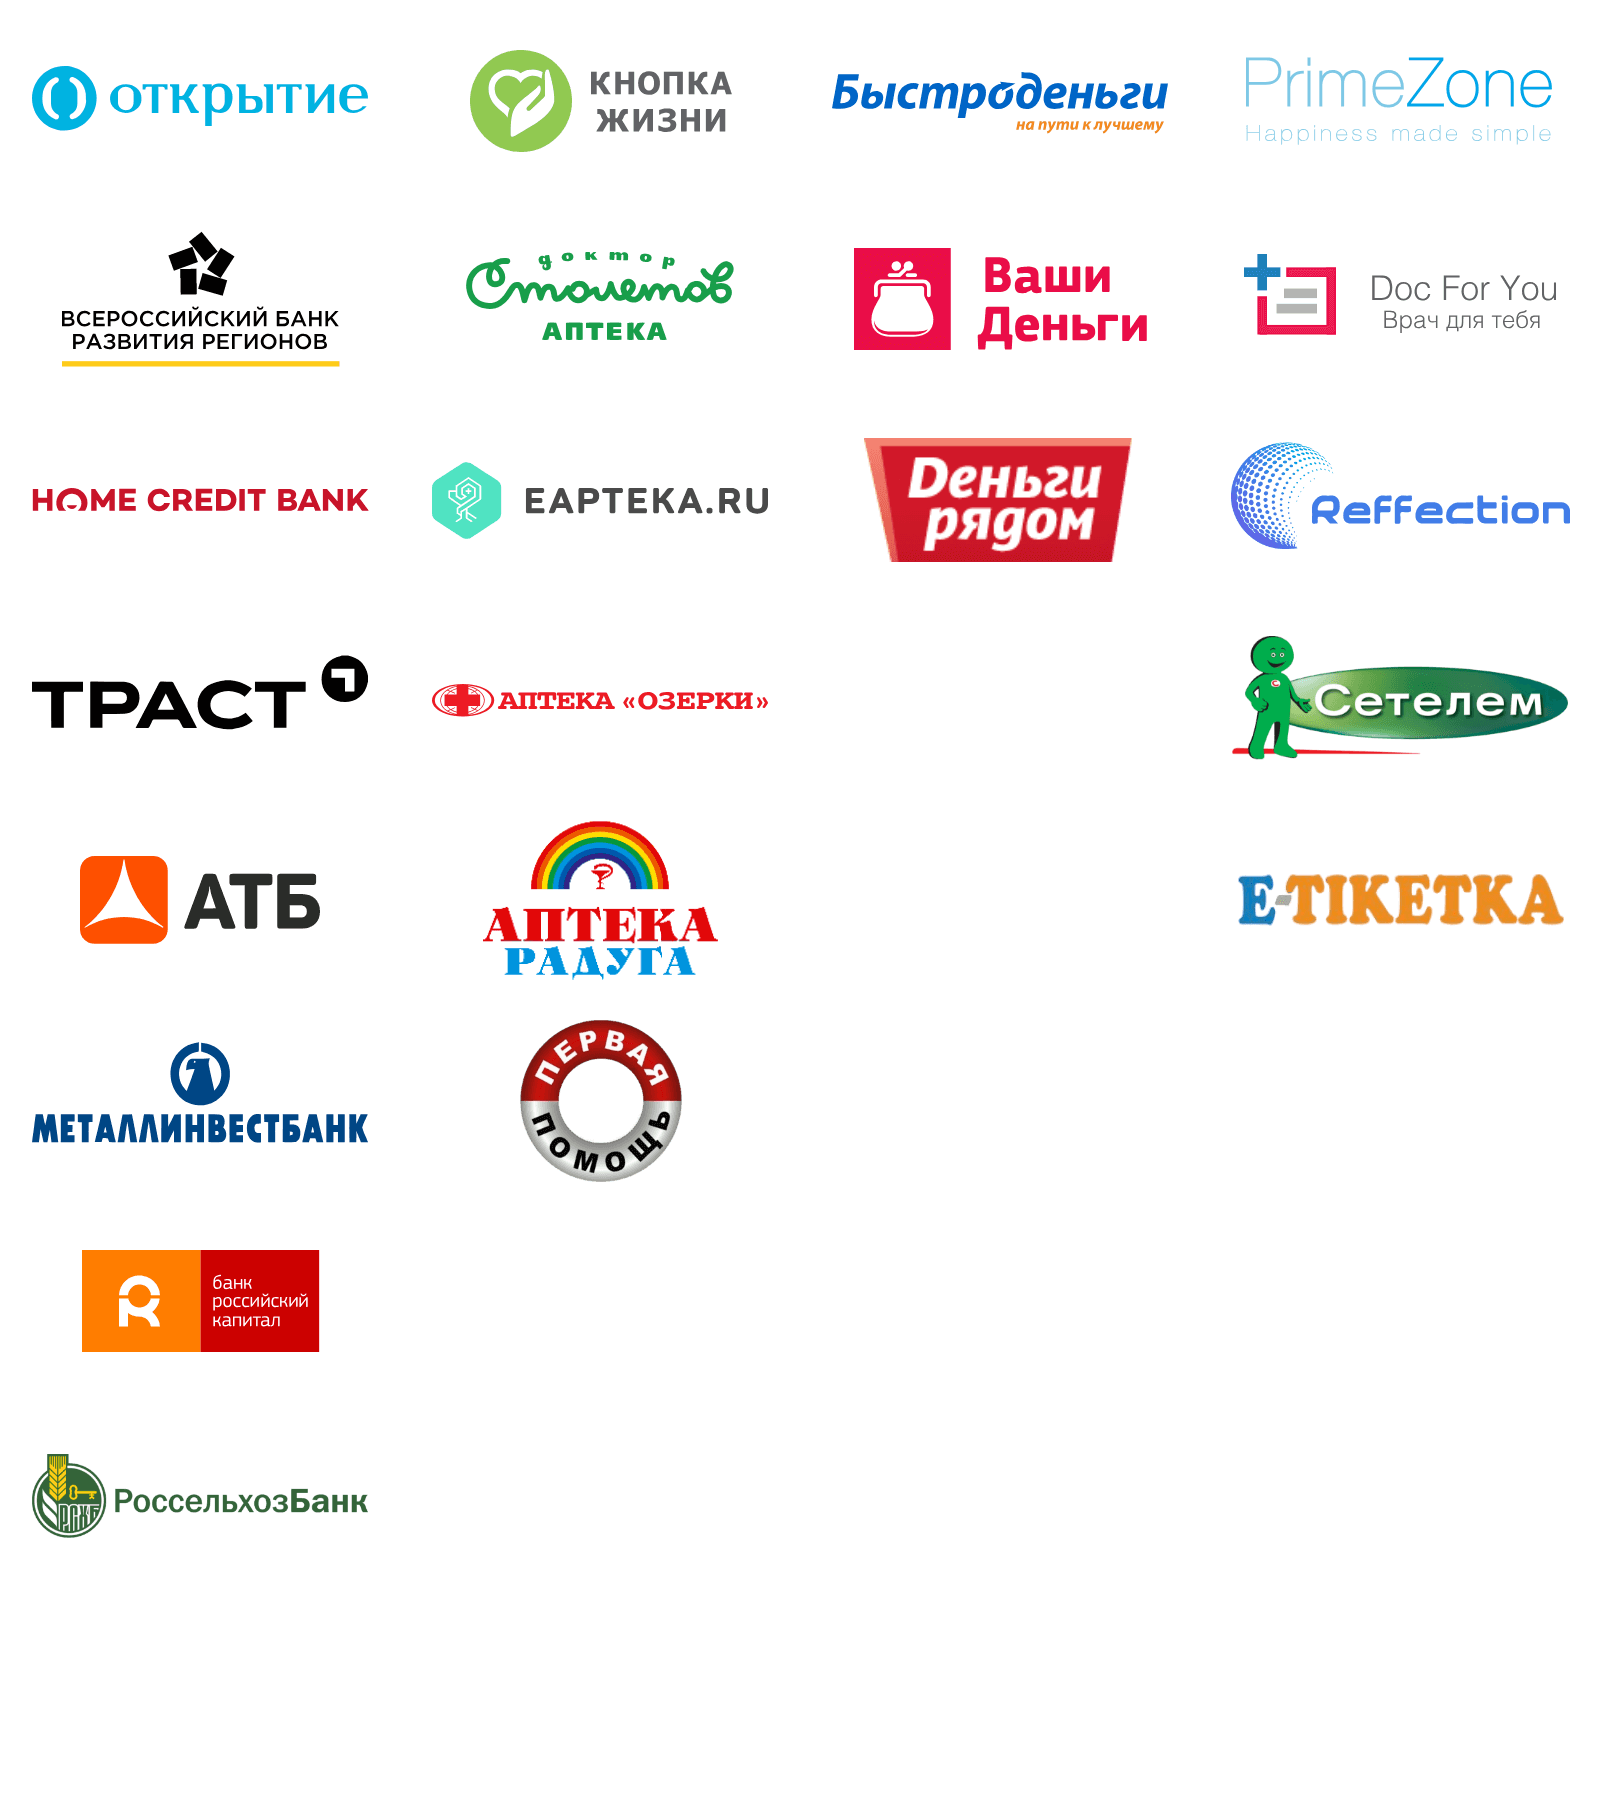 открытие
КНОПКА
ЖИЗНИ
Быстроденьги
на пути к лучшему
PrimeZone
Happiness made simple
ВСЕРОССИЙСКИЙ БАНК
РАЗВИТИЯ РЕГИОНОВ
доктор
Столетов
АПТЕКА
Ваши
Деньги
Doc For You
Врач для тебя
HOME CREDIT BANK
EAPTEKA.RU
Деньги
рядом
Reffection
ТРАСТ
АПТЕКА «ОЗЕРКИ»
Сетелем
АТБ
АПТЕКА
РАДУГА
E-TIKETKA
МЕТАЛЛИНВЕСТБАНК
ПЕРВАЯ
ПОМОЩЬ
банк
российский
капитал
РСХБ
РоссельхозБанк